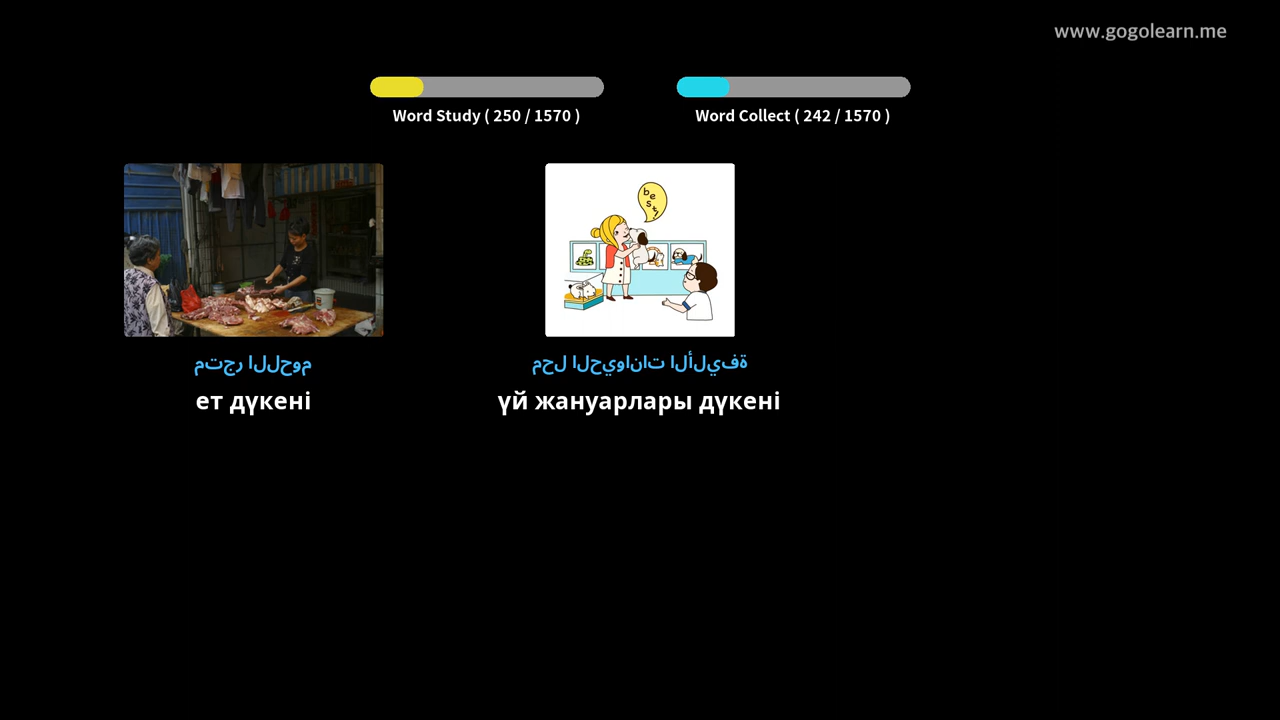 www.gogolearn.me
Word Study ( 250 / 1570 )
Word Collect ( 242 / 1570 )
be
متجر اللحوم
ет дүкені
محل الحيوانات الأليفة
үй жануарлары дүкені